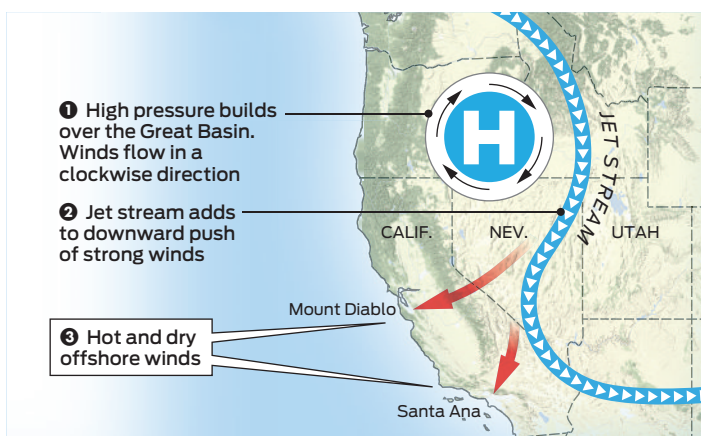 ❶ High pressure builds
over the Great Basin.
Winds flow in a
clockwise direction
H
JET STREAM
❷ Jet stream adds
to downward push
of strong winds
CALIF.
NEV.
UTAH
Mount Diablo
❸ Hot and dry
offshore winds
Santa Ana